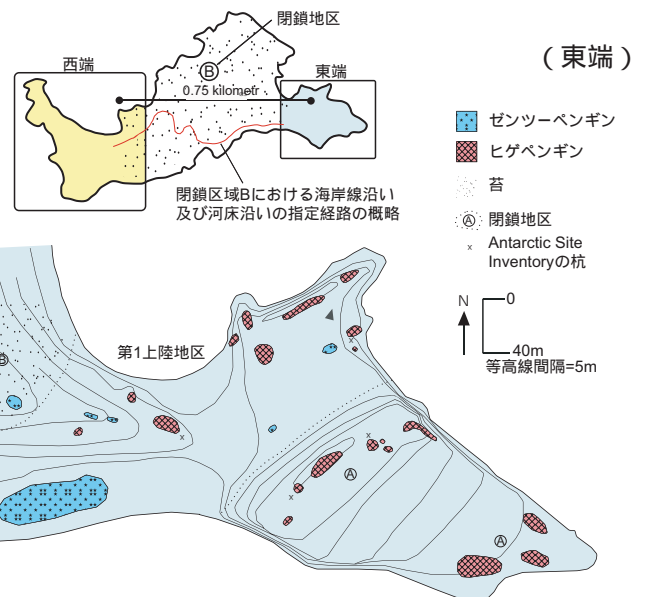 閉鎖地区
(東端)
西端
Ⓑ
東端
0.75 kilometr
ゼンツーペンギン
ヒゲペンギン
苔
閉鎖区域Bにおける海岸線沿い
及び河床沿いの指定経路の概略
Ⓐ 閉鎖地区
x Antarctic Site
Inventoryの杭
N
0
40m
等高線間隔=5m
第1上陸地区
Ⓑ
x
x
x
x
x
Ⓐ
Ⓐ